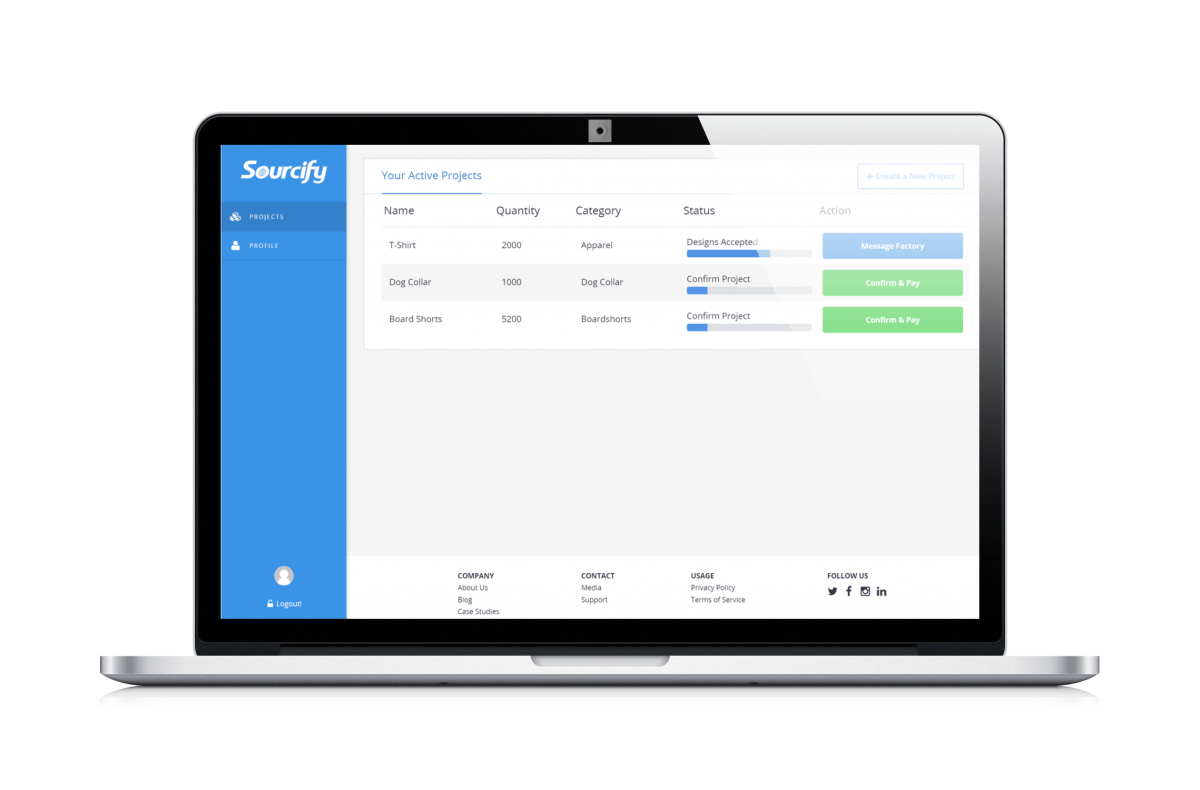 Sourcify
PROJECTS
PROFILE
Logout!
Your Active Projects
+ Create a New Project
Name Quantity Category Status Action
T-Shirt 2000 Apparel Designs Accepted Message Factory
Dog Collar 1000 Dog Collar Confirm Project Confirm & Pay
Board Shorts 5200 Boardshorts Confirm Project Confirm & Pay
COMPANY CONTACT USAGE FOLLOW US
About Us Media Privacy Policy
Blog Support Terms of Service
Case Studies